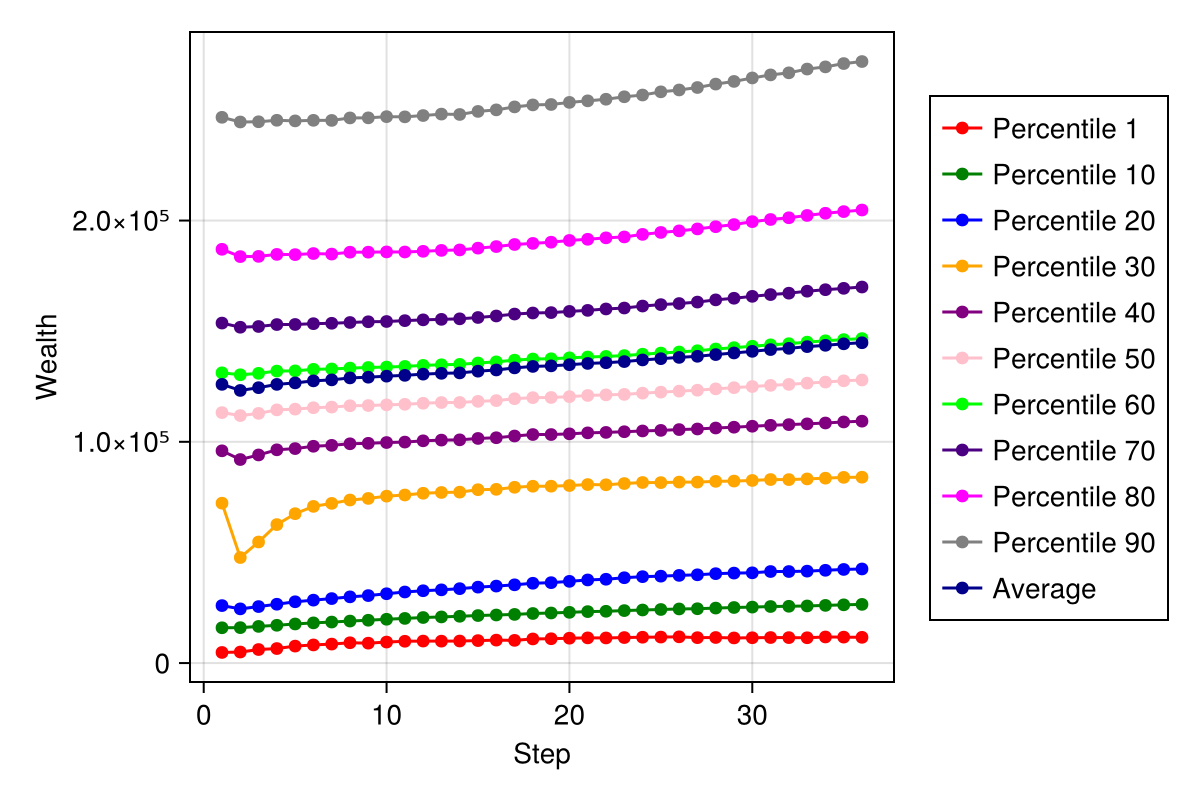 Wealth
2.0×10⁵
1.0×10⁵
0
0 10 20 30
Step
Percentile 1
Percentile 10
Percentile 20
Percentile 30
Percentile 40
Percentile 50
Percentile 60
Percentile 70
Percentile 80
Percentile 90
Average